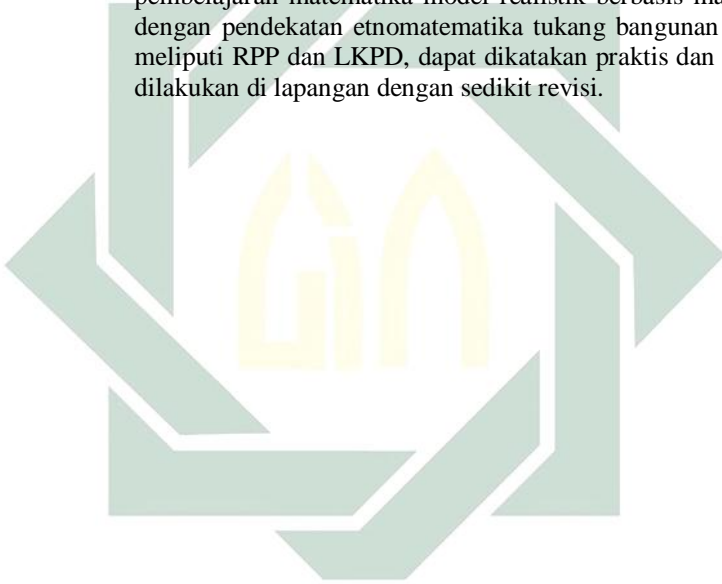 pembelajaran matematika model realistik berbasis
dengan pendekatan etnomatematika tukang bangunan
meliputi RPP dan LKPD, dapat dikatakan praktis dan
dilakukan di lapangan dengan sedikit revisi.